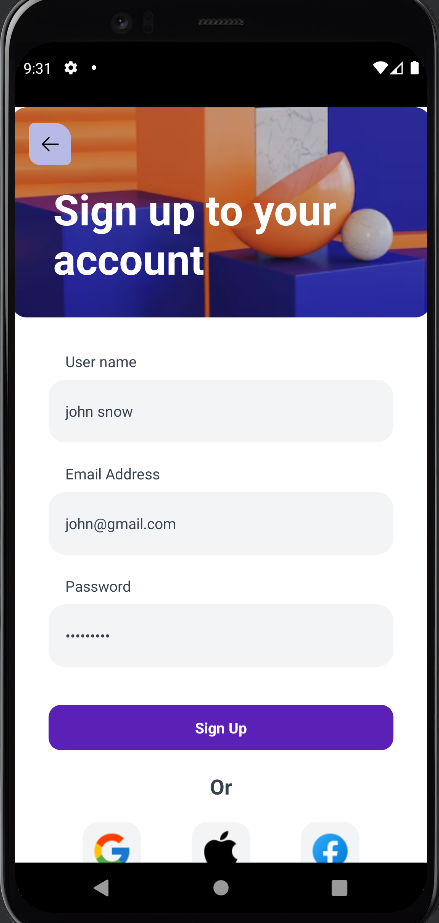 9:31
Sign up to your
account
User name
john snow
Email Address
john@gmail.com
Password
•••••••••
Sign Up
Or